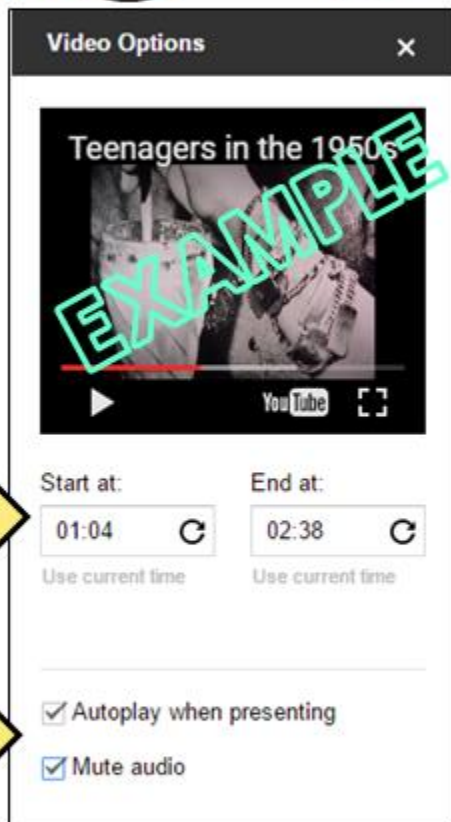 Video Options ×
Teenagers in the 1950s
EXAMPLE
YouTube
Start at: End at:
01:04 02:38
Use current time Use current time
Autoplay when presenting
Mute audio